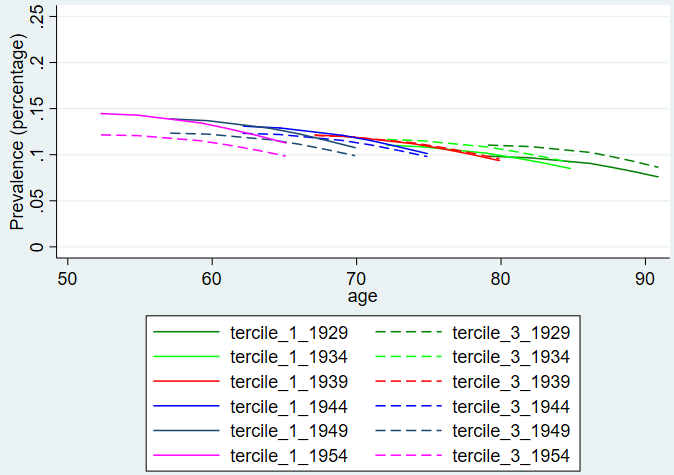 Prevalence (percentage)
.25
.2
.15
.1
.05
0
50 60 70 80 90
age
tercile_1_1929 tercile_3_1929
tercile_1_1934 tercile_3_1934
tercile_1_1939 tercile_3_1939
tercile_1_1944 tercile_3_1944
tercile_1_1949 tercile_3_1949
tercile_1_1954 tercile_3_1954